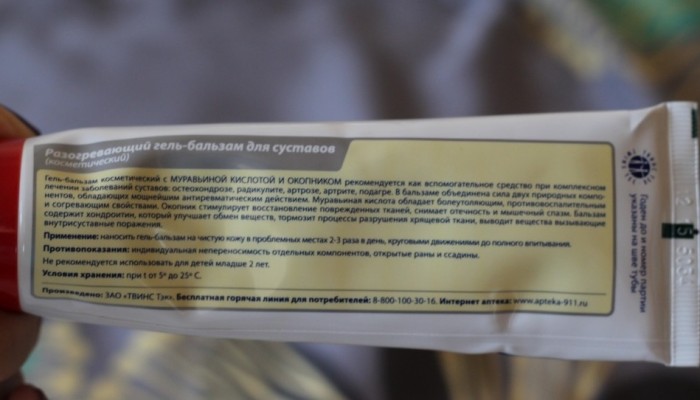 Разогревающий гель-бальзам для суставов
(косметический)
Гель-бальзам косметический с МУРАВЬИНОЙ КИСЛОТОЙ И ОКОПНИКОМ рекомендуется как вспомогательное средство при комплексном
лечении заболеваний суставов: остеохондрозе, радикулите, артрозе, артрите, подагре. В бальзаме объединена сила двух природных компо-
нентов, обладающих мощнейшим антиревматическим действием. Муравьиная кислота обладает болеутоляющим, противовоспалительным
и согревающим свойствами. Окопник стимулирует восстановление поврежденных тканей, снимает отечность и мышечный спазм. Бальзам
содержит хондроитин, который улучшает обмен веществ, тормозит процессы разрушения хрящевой ткани, выводит вещества вызывающие
внутрисуставные поражения.
Применение: наносить гель-бальзам на чистую кожу в проблемных местах 2-3 раза в день, круговыми движениями до полного впитывания.
Противопоказания: индивидуальная непереносимость отдельных компонентов, открытые раны и ссадины.
Не рекомендуется использовать для детей младше 2 лет.
Условия хранения: при t от 5° до 25° С.
Произведено: ЗАО «ТВИНС Тэк». Бесплатная горячая линия для потребителей: 8-800-100-30-16. Интернет аптека: www.apteka-911.ru
Годен до и номер партии
указаны на шве тубы